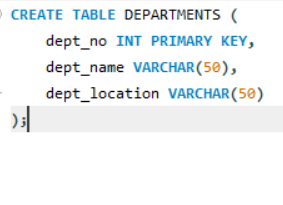 CREATE TABLE DEPARTMENTS (
    dept_no INT PRIMARY KEY,
    dept_name VARCHAR(50),
    dept_location VARCHAR(50)
);